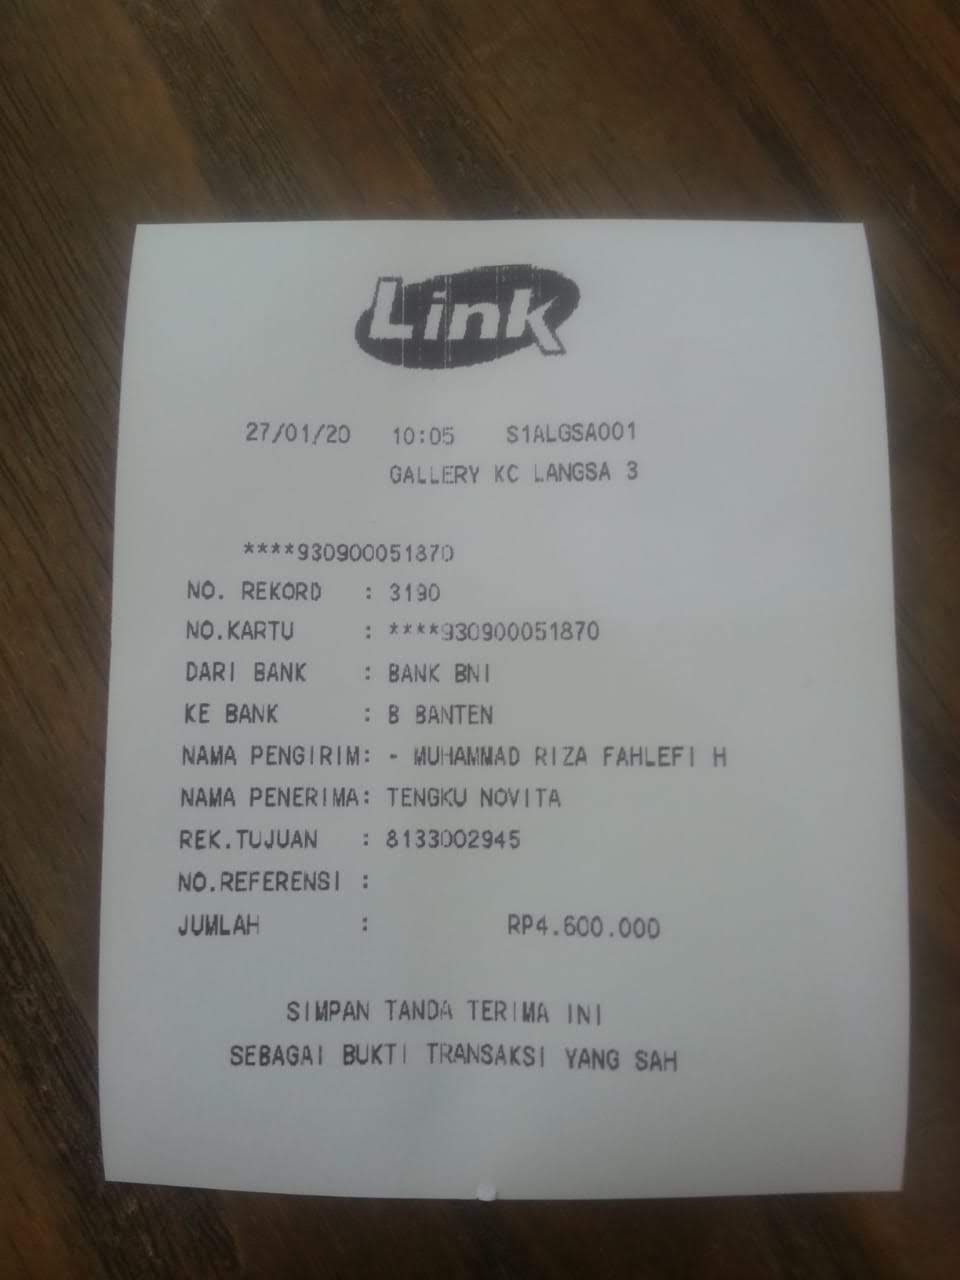 Link
27/01/20 10:05 S1ALGSA001
GALLERY KC LANGSA 3
****930900051870
NO. REKORD : 3190
NO.KARTU : ****930900051870
DARI BANK : BANK BNI
KE BANK : B BANTEN
NAMA PENGIRIM: - MUHAMMAD RIZA FAHLEFI H
NAMA PENERIMA: TENGKU NOVITA
REK.TUJUAN : 8133002945
NO.REFERENSI :
JUMLAH : RP4.600.000
SIMPAN TANDA TERIMA INI
SEBAGAI BUKTI TRANSAKSI YANG SAH